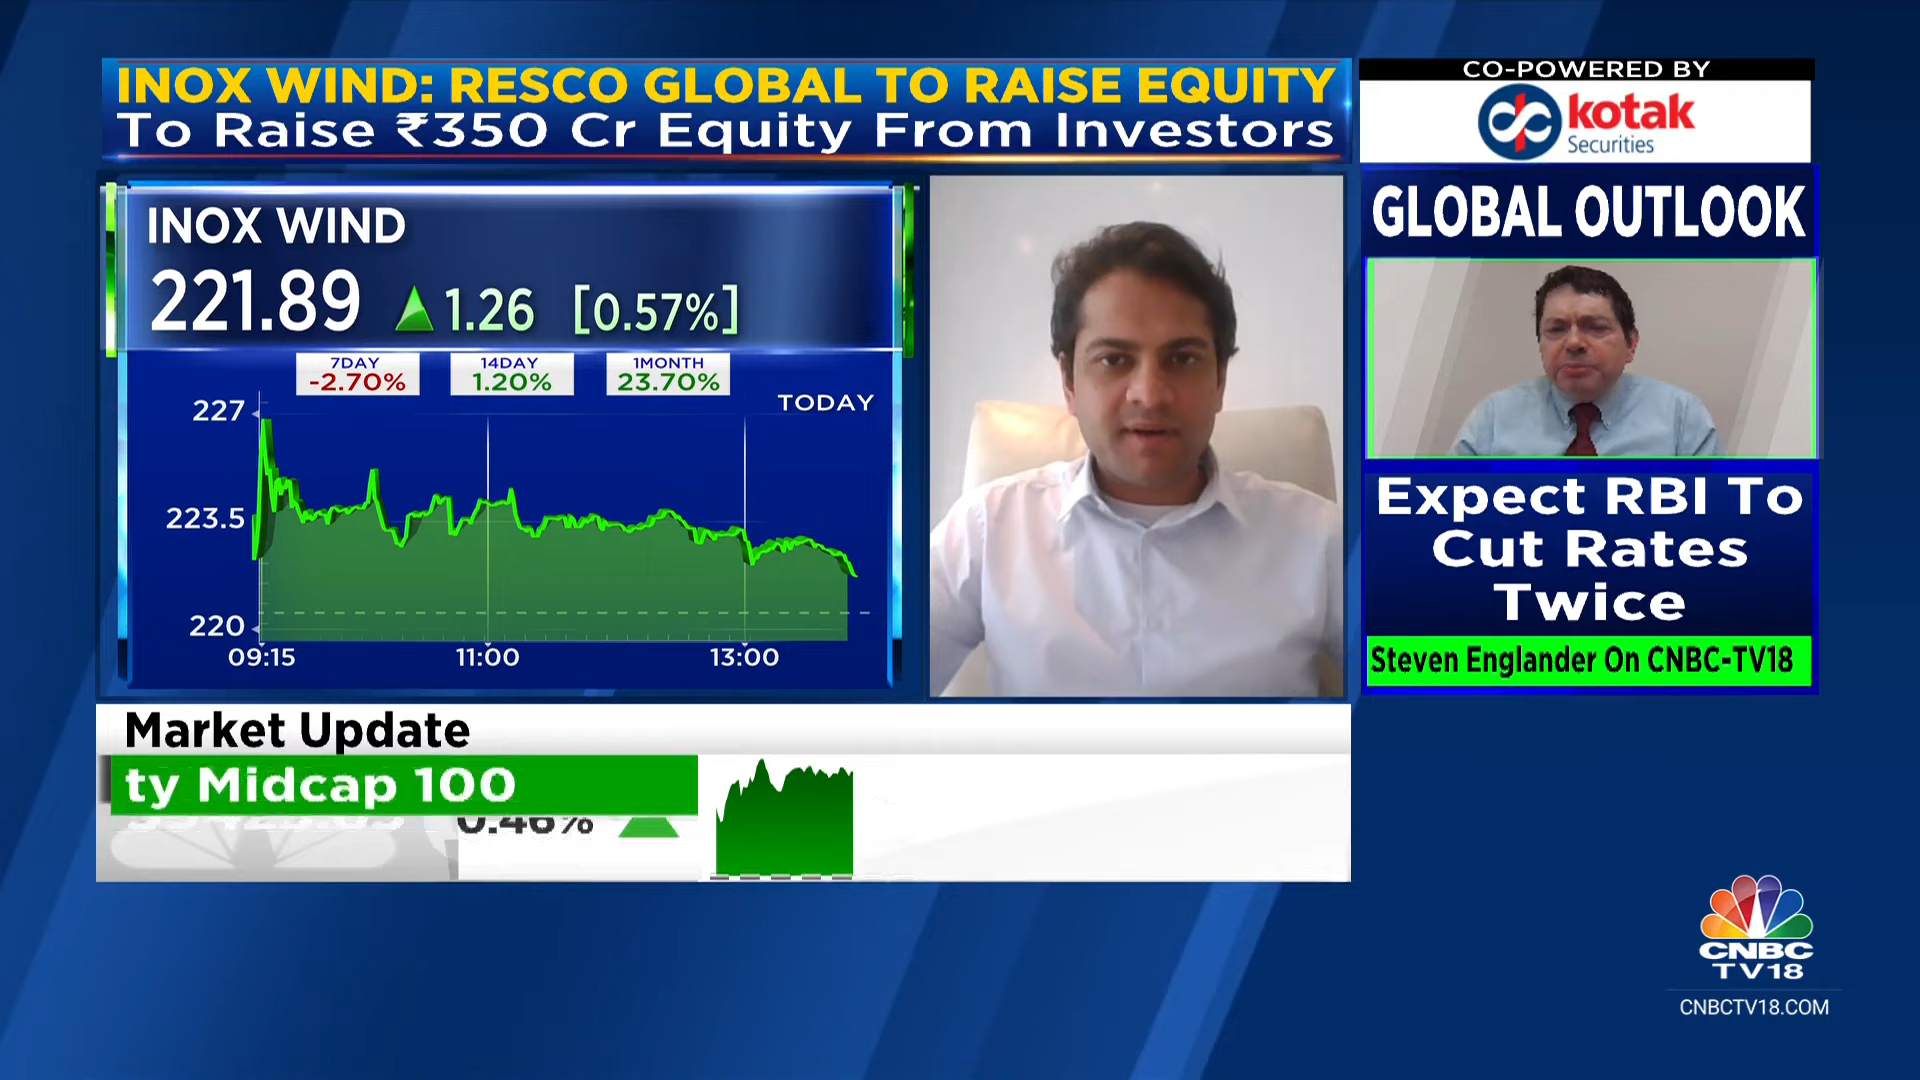 INOX WIND: RESCO GLOBAL TO RAISE EQUITY
To Raise ₹350 Cr Equity From Investors
CO-POWERED BY
kotak
Securities
INOX WIND
221.89 ▲ 1.26 [0.57%]
7DAY 14DAY 1MONTH
-2.70% 1.20% 23.70%
TODAY
227
223.5
220
09:15 11:00 13:00
GLOBAL OUTLOOK
Expect RBI To
Cut Rates
Twice
Steven Englander On CNBC-TV18
Market Update
ty Midcap 100
0.46%
CNBC
TV18
CNBCTV18.COM